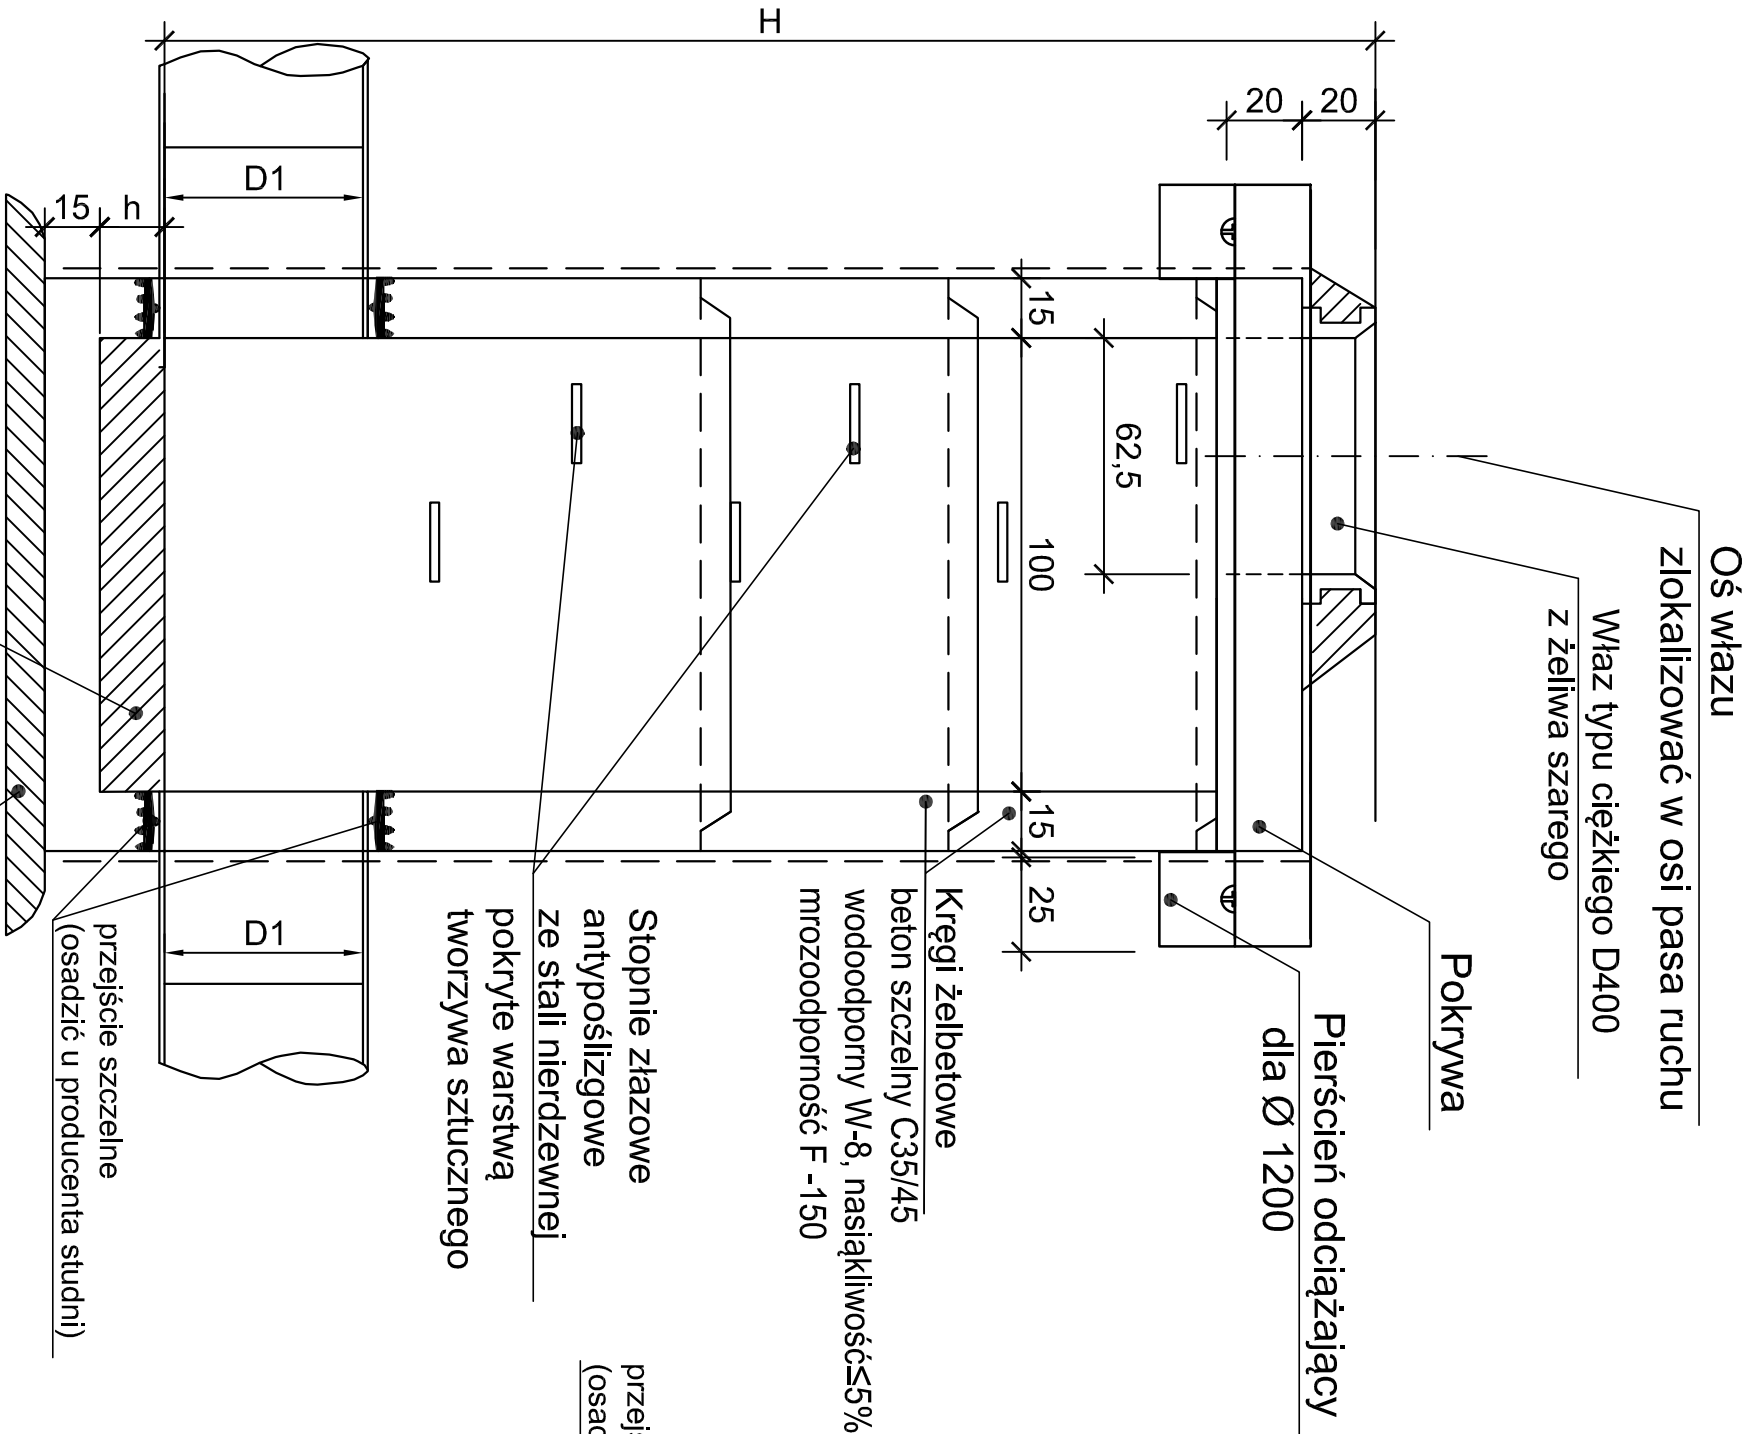 Oś włazu
zlokalizować w osi pasa ruchu
Właz typu ciężkiego D400
z żeliwa szarego
Pokrywa
Pierścień odciążający
dla Ø 1200
Kręgi żelbetowe
beton szczelny C35/45
wodoodporny W-8, nasiąkliwość≤5%
mrozoodporność F -150
Stopnie złazowe
antypoślizgowe
ze stali nierdzewnej
pokryte warstwą
tworzywa sztucznego
przejście szczelne
(osadzić u producenta studni)
H
20
20
D1
15
h
15
62,5
100
15
25
D1